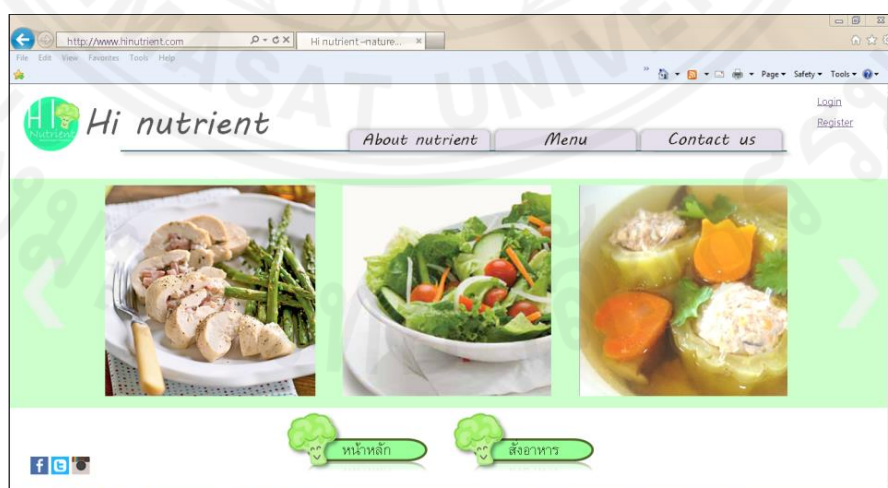 http://www.hinutrient.com
Hi nutrient–nature...
File Edit View Favorites Tools Help
Page Safety Tools
Login
Register
HI
Nutrient
Hi nutrient
About nutrient
Menu
Contact us
หน้าหลัก
สั่งอาหาร